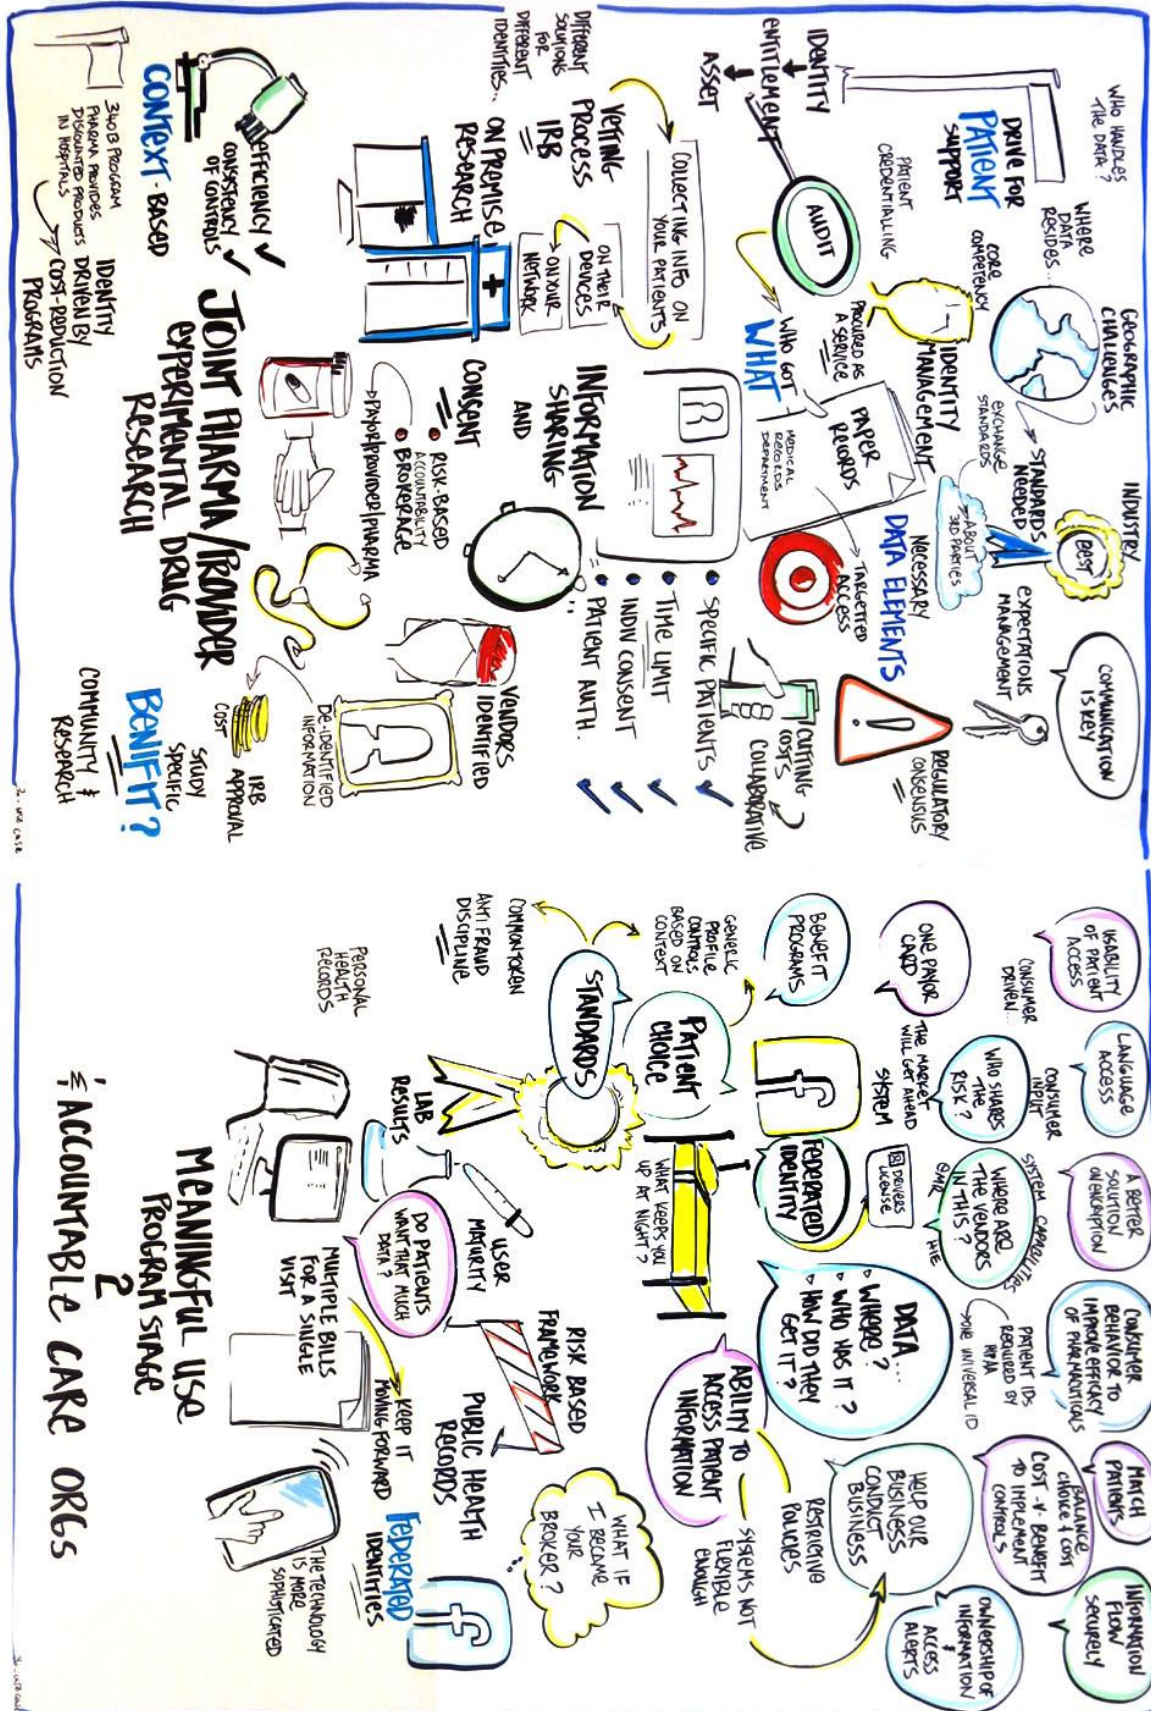 WHO HANDLES
THE DATA?
WHERE
DATA
RESIDES...
GEOGRAPHIC
CHALLENGES
INDUSTRY
BEST
COMMUNICATION
IS KEY
DRIVE FOR
PATIENT
SUPPORT
CORE
COMPETENCY
EXCHANGE
STANDARDS
STANDARDS
NEEDED
ABOUT
3RD PARTIES
EXPECTATIONS
MANAGEMENT
PATIENT
CREDENTIALLING
IDENTITY
MANAGEMENT
PROCURED AS
A SERVICE
REGULATORY
CONSENSUS
IDENTITY
ENTITLEMENT
ASSET
AUDIT
WHO GOT
WHAT
PAPER
RECORDS
MEDICAL
RECORDS
DEPARTMENT
NECESSARY
DATA ELEMENTS
TARGETTED
ACCESS
CUTTING
COSTS
COLLABORATIVE
DIFFERENT
SOLUTIONS
FOR
DIFFERENT
IDENTITIES..
COLLECTING INFO ON
YOUR PATIENTS
ON THEIR
DEVICES
ON YOUR
NETWORK
VETTING
PROCESS
IRB
ON PREMISE
RESEARCH
INFORMATION
SHARING
AND
CONSENT
• RISK-BASED
ACCOUNTABILITY
• BROKERAGE
PAYOR/PROVIDER/PHARMA
• SPECIFIC PATIENTS ✓
• TIME LIMIT ✓
• INDIV CONSENT ✓
• PATIENT AUTH. ✓
VENDORS
IDENTIFIED
DE-IDENTIFIED
INFORMATION
COST
IRB
APPROVAL
STUDY
SPECIFIC
BENIFIT?
COMMUNITY &
RESEARCH
EFFICIENCY ✓
CONSISTENCY ✓
OF CONTROLS
CONTEXT-BASED
JOINT PHARMA/PROVIDER
EXPERIMENTAL DRUG
RESEARCH
340B PROGRAM
PHARMA PROVIDES
DISCOUNTED PRODUCTS
IN HOSPITALS
IDENTITY
DRIVEN BY
COST-REDUCTION
PROGRAMS
USABILITY
OF PATIENT
ACCESS
LANGUAGE
ACCESS
A BETTER
SOLUTION
ON ENCRYPTION
CONSUMER
BEHAVIOR TO
IMPROVE EFFICACY
OF PHARMACEUTICALS
MATCH
PATIENTS
INFORMATION
FLOW
SECURELY
CONSUMER
DRIVEN...
CONSUMER
INPUT
SYSTEM CAPABILITIES
PATIENT IDS
REQUIRED BY
ONE UNIVERSAL ID
BALANCE
CHOICE & COST
COST -V- BENEFIT
TO IMPLEMENT
CONTROLS
OWNERSHIP OF
INFORMATION
&
ACCESS
ALERTS
ONE PAYOR
CARD
WHO SHARES
THE
RISK?
THE MARKET
WILL GET AHEAD
SYSTEM
WHERE ARE
THE VENDORS
IN THIS?
EMR
HIE
DRIVERS
LICENSE
BENEFIT
PROGRAMS
f
FEDERATED
IDENTITY
DATA...
• WHERE?
• WHO HAS IT?
• HOW DID THEY
GET IT?
HELP OUR
BUSINESS
CONDUCT
BUSINESS
RESTRICTIVE
POLICIES
SYSTEMS NOT
FLEXIBLE
ENOUGH
GENERIC
PROFILE
CONTROLS
BASED ON
CONTEXT
PATIENT
CHOICE
WHAT KEEPS YOU
UP AT NIGHT?
ABILITY TO
ACCESS PATIENT
INFORMATION
STANDARDS
COMMON TOKEN
ANTI FRAUD
DISCIPLINE
RISK BASED
FRAMEWORK
WHAT IF
I BECAME
YOUR
BROKER?
PERSONAL
HEALTH
RECORDS
LAB
RESULTS
USER
MATURITY
DO PATIENTS
WANT THAT MUCH
DATA?
PUBLIC HEALTH
RECORDS
KEEP IT
MOVING FORWARD
MULTIPLE BILLS
FOR A SINGLE
VISIT
f
FEDERATED
IDENTITIES
THE TECHNOLOGY
IS MORE
SOPHISTICATED
MEANINGFUL USE
PROGRAM STAGE
2
& ACCOUNTABLE CARE ORGS